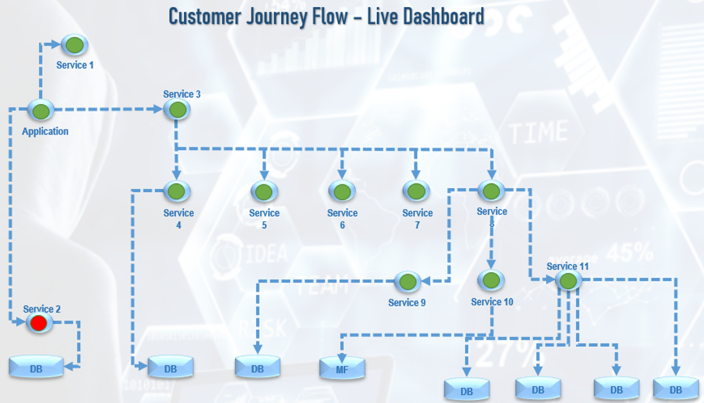 Customer Journey Flow – Live Dashboard
Service 1
Service 3
Application
TIME
Service
4
Service
5
Service
6
Service
7
Service
8
IDEA
45%
Service 11
TEAM
Service 9
Service 10
Service 2
RISK
27%
DB
DB
DB
MF
DB
DB
DB
DB